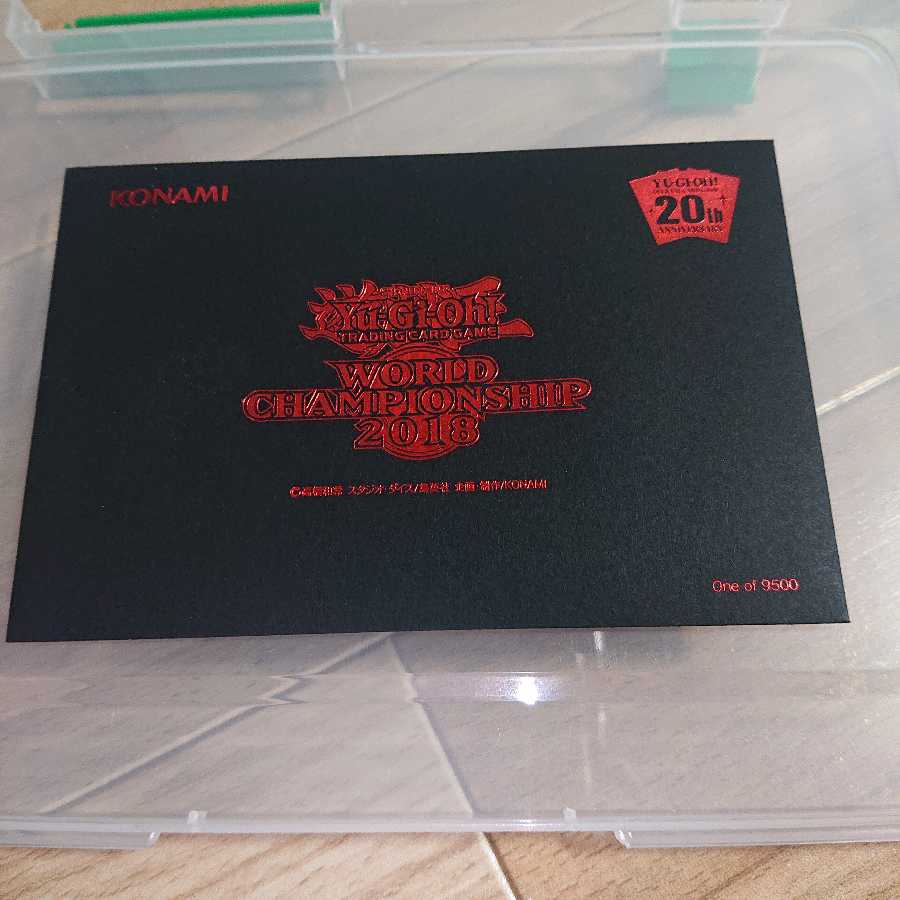 KONAMI
YU-GI-OH!
20th
ANNIVERSARY
Yu-Gi-Oh!
TRADING CARD GAME
WORLD
CHAMPIONSHIP
2018
©高橋和希 スタジオ・ダイス/集英社 企画・制作/KONAMI
One of 9500